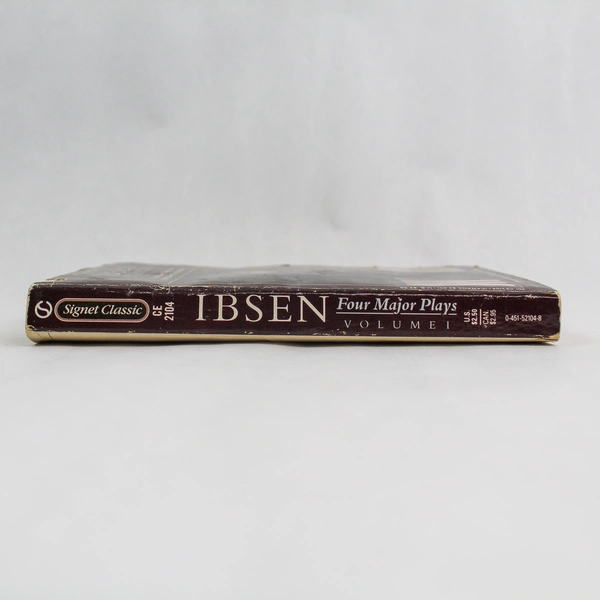 Signet Classic
CE
2104
IBSEN
Four Major Plays
VOLUME I
U.S.
$2.50
CAN.
$2.95
0-451-52104-8